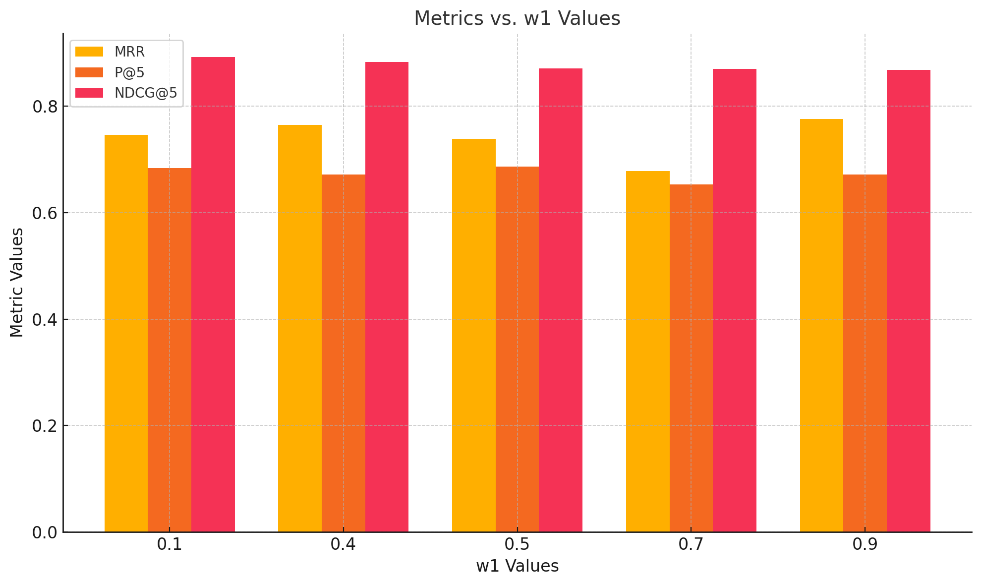 Metrics vs. w1 Values
MRR
P@5
NDCG@5
Metric Values
0.8
0.6
0.4
0.2
0.0
0.1 0.4 0.5 0.7 0.9
w1 Values